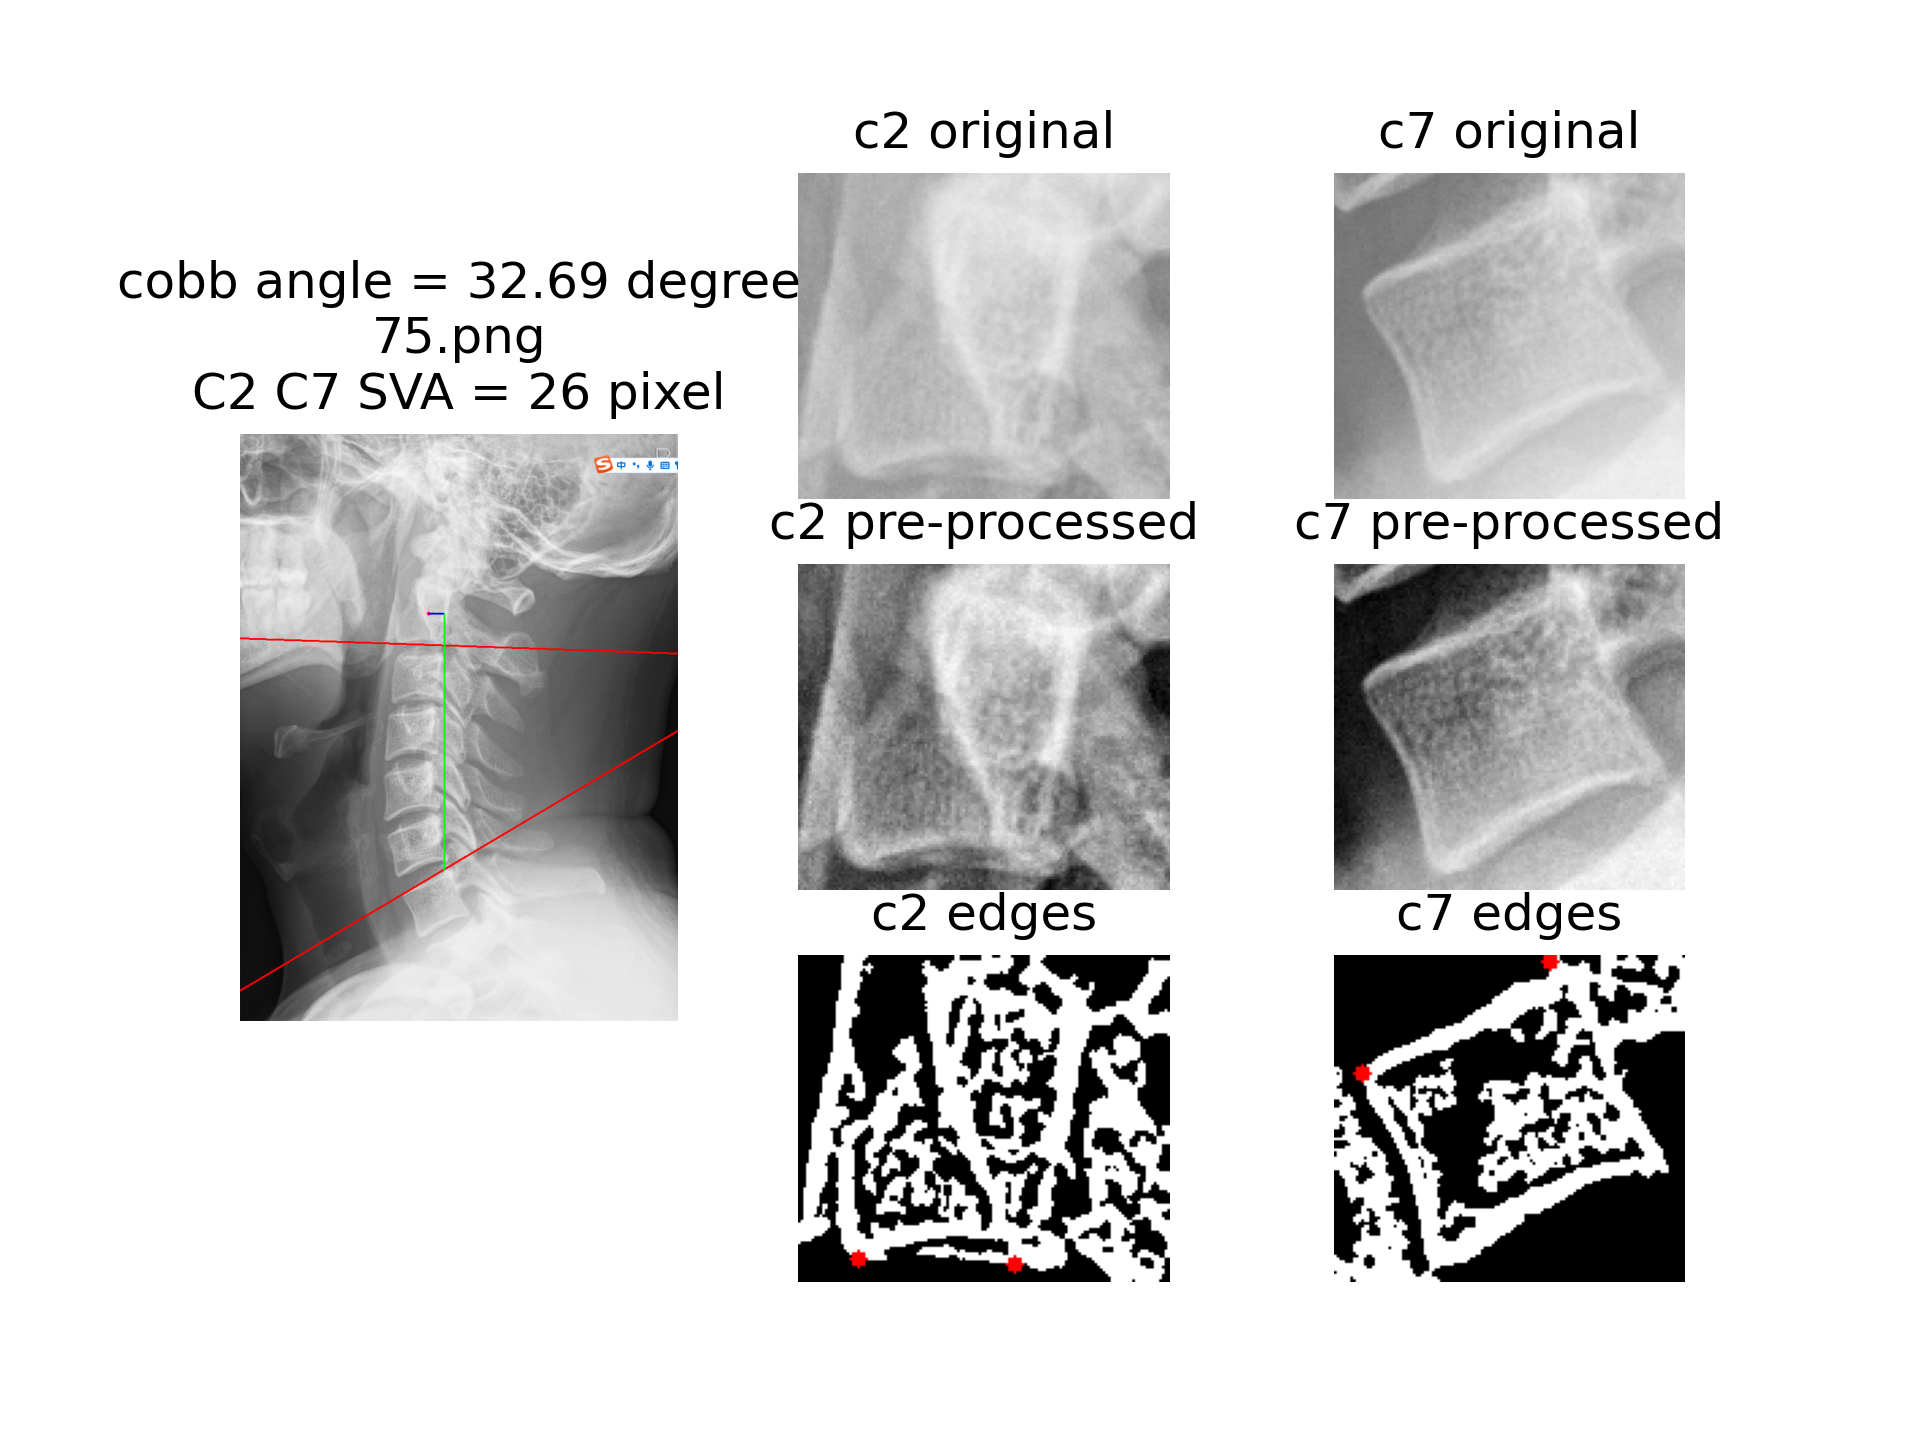 cobb angle = 32.69 degree
75.png
C2 C7 SVA = 26 pixel
中
c2 original
c7 original
c2 pre-processed
c7 pre-processed
c2 edges
c7 edges